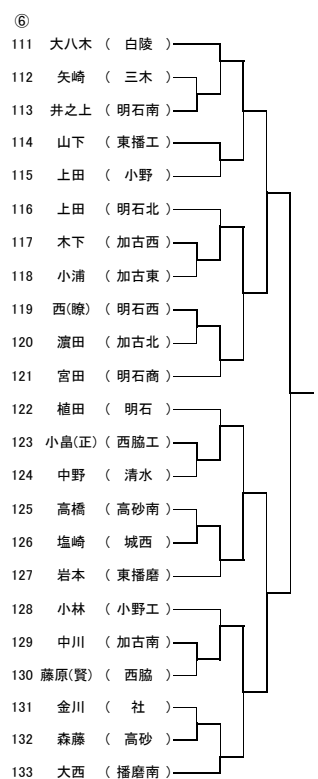 ⑥
111 大八木 ( 白陵 )
112 矢崎 ( 三木 )
113 井之上 ( 明石南 )
114 山下 ( 東播工 )
115 上田 ( 小野 )
116 上田 ( 明石北 )
117 木下 ( 加古西 )
118 小浦 ( 加古東 )
119 西(瞭) ( 明石西 )
120 濵田 ( 加古北 )
121 宮田 ( 明石商 )
122 植田 ( 明石 )
123 小畠(正) ( 西脇工 )
124 中野 ( 清水 )
125 高橋 ( 高砂南 )
126 塩崎 ( 城西 )
127 岩本 ( 東播磨 )
128 小林 ( 小野工 )
129 中川 ( 加古南 )
130 藤原(賢) ( 西脇 )
131 金川 ( 社 )
132 森藤 ( 高砂 )
133 大西 ( 播磨南 )